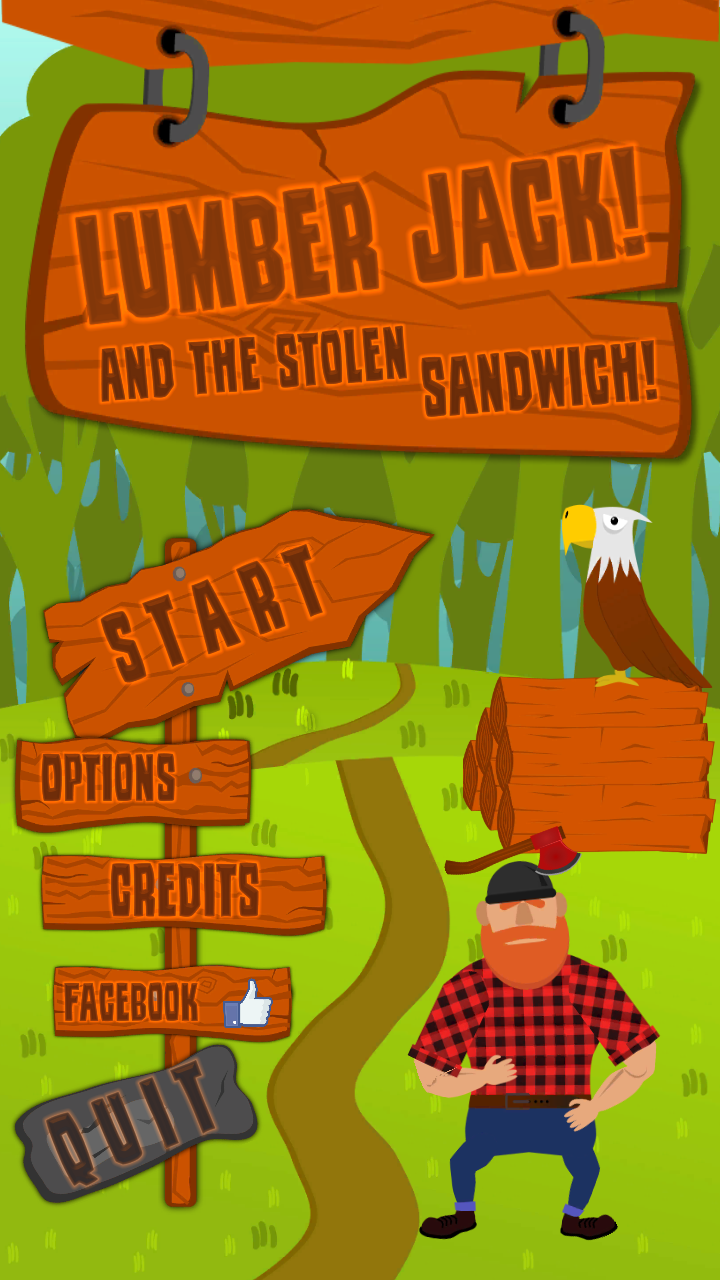 LUMBER JACK!
AND THE STOLEN SANDWICH!
START
OPTIONS
CREDITS
FACEBOOK
QUIT